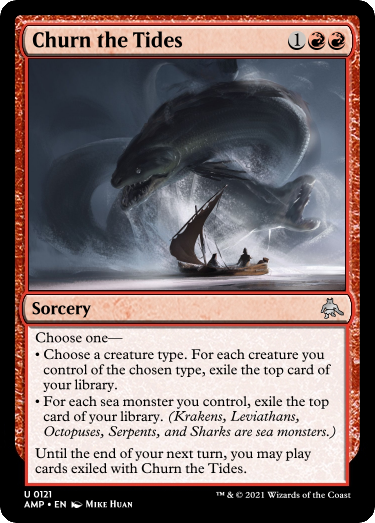 Churn the Tides 1
Sorcery
Choose one—
• Choose a creature type. For each creature you
control of the chosen type, exile the top card of
your library.
• For each sea monster you control, exile the top
card of your library. (Krakens, Leviathans,
Octopuses, Serpents, and Sharks are sea monsters.)
Until the end of your next turn, you may play
cards exiled with Churn the Tides.
U 0121
AMP • EN Mike Huan
™ & © 2021 Wizards of the Coast